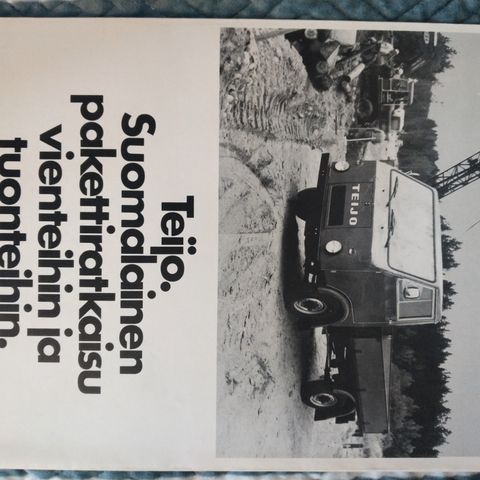 Teijo.
Suomalainen
pakettiratkaisu
vienteihin ja
tuonteihin.
TEIJO